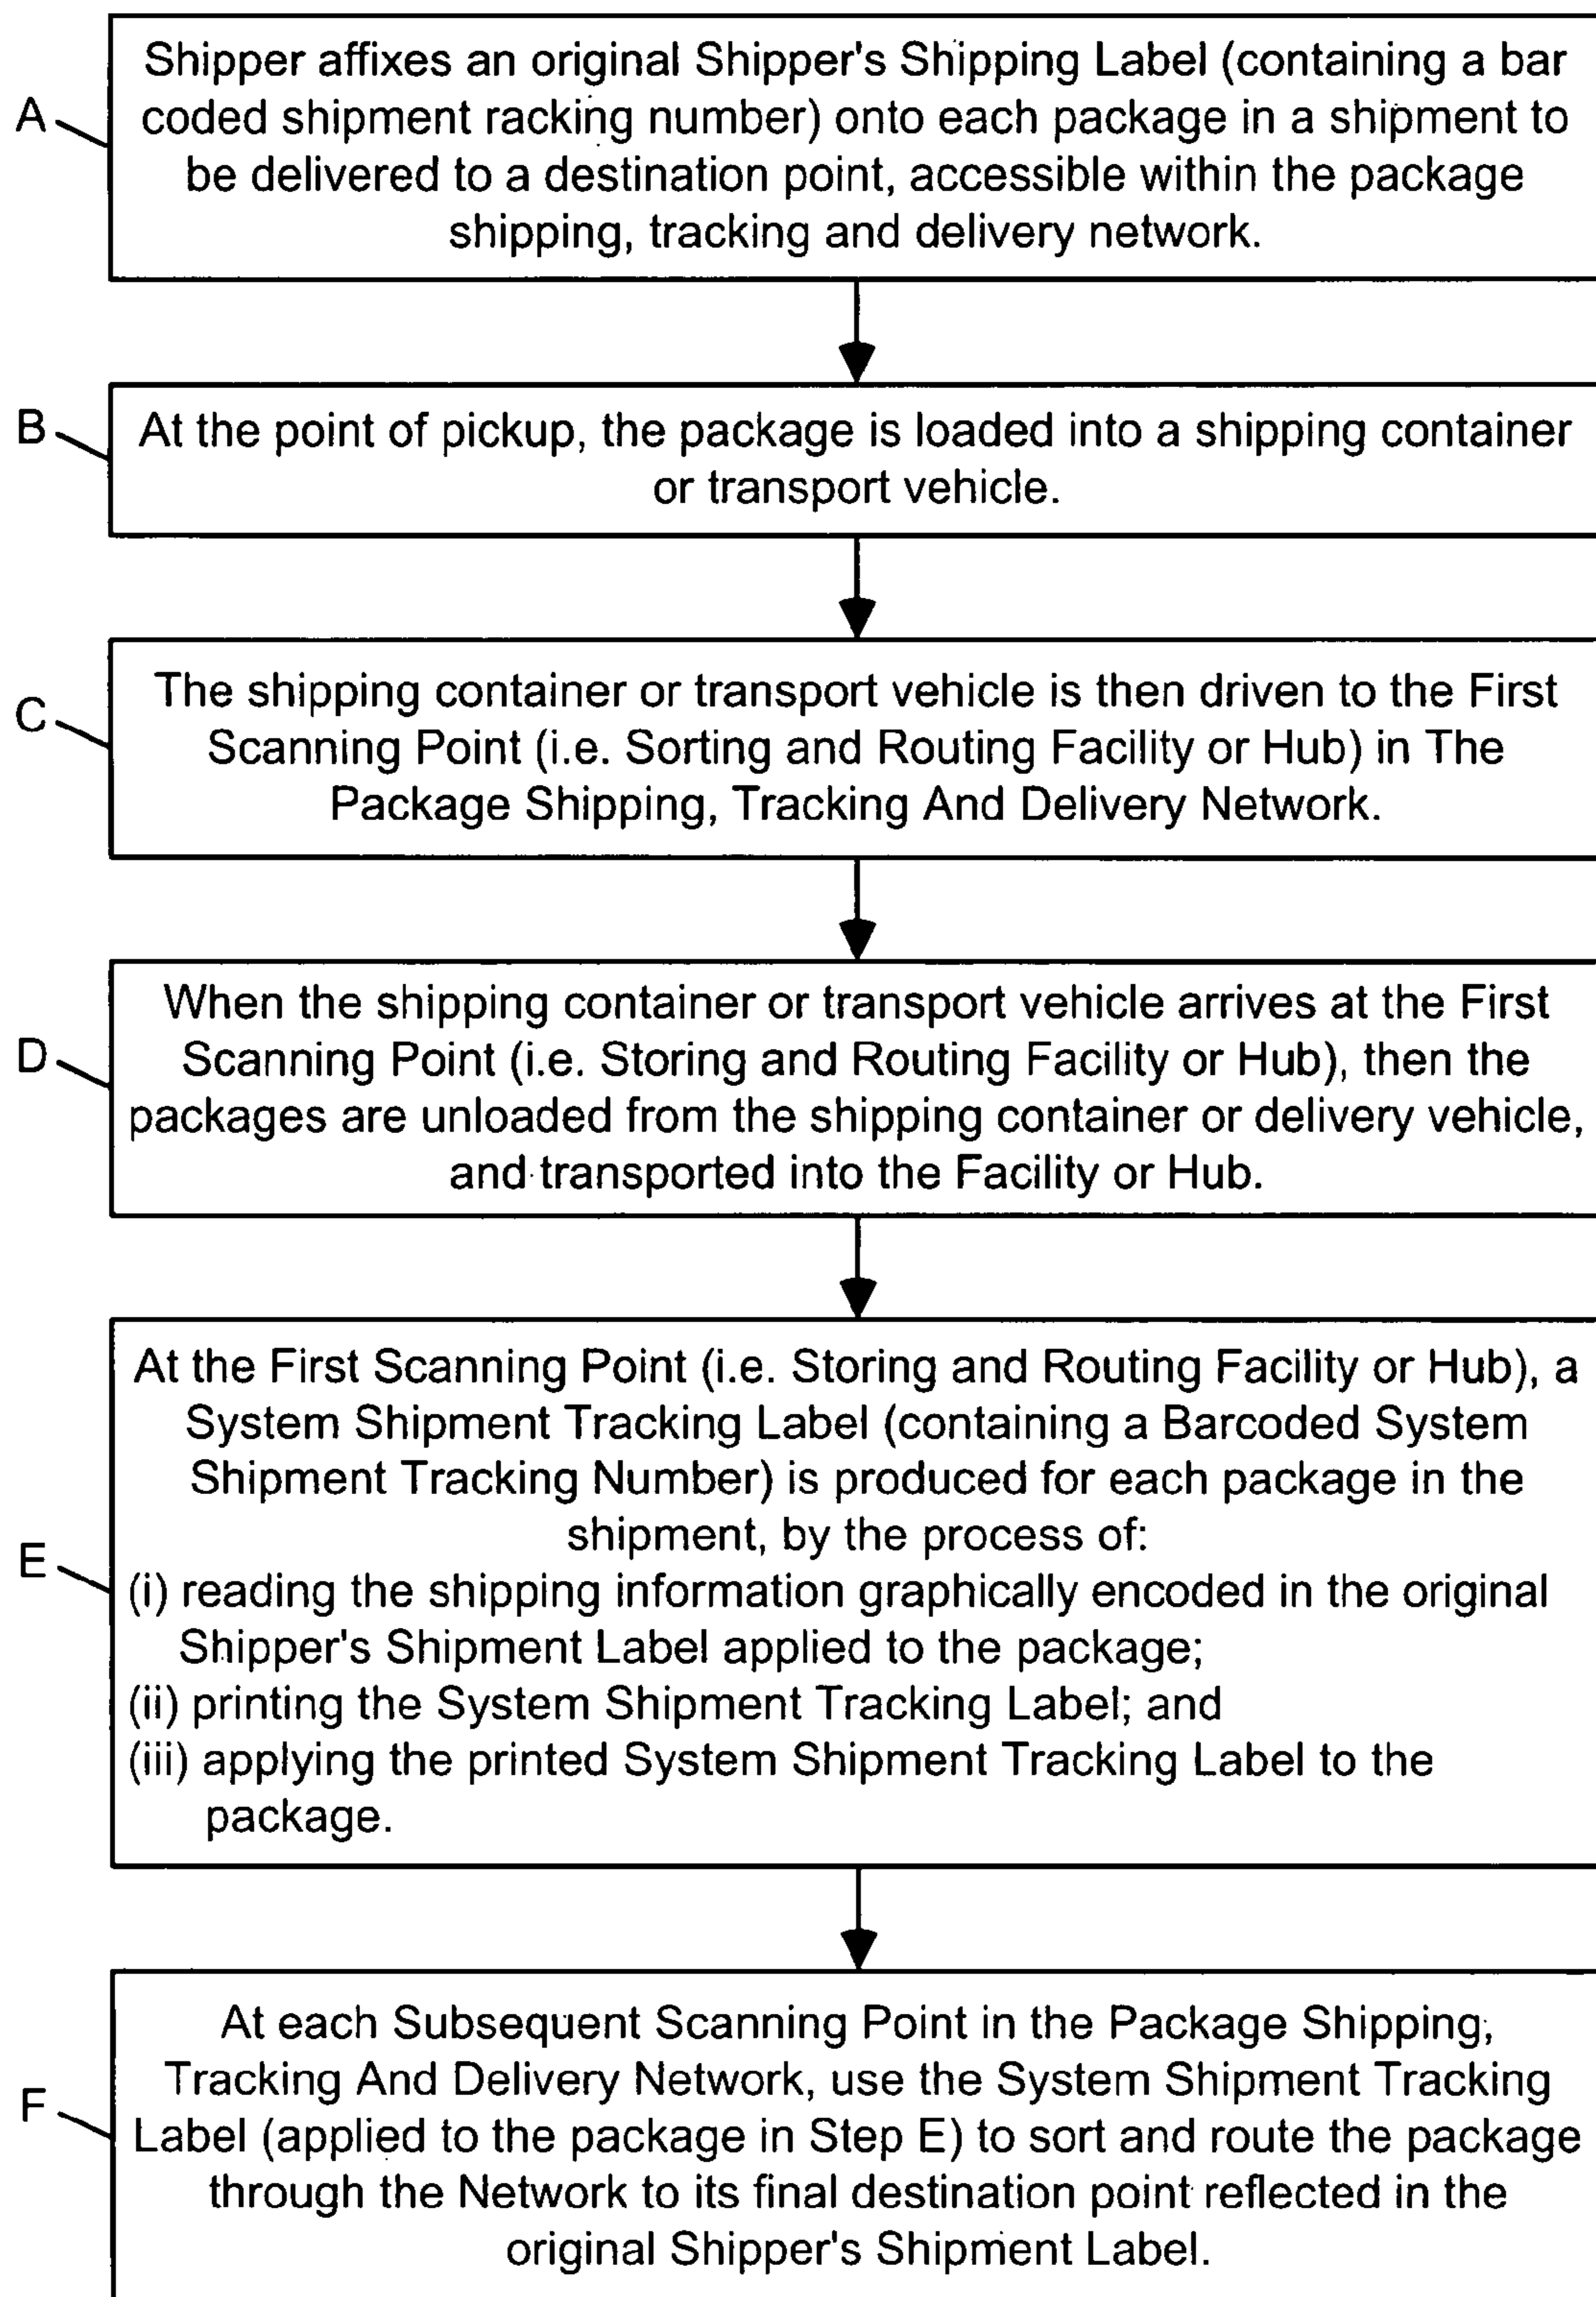 A
Shipper affixes an original Shipper's Shipping Label (containing a bar
coded shipment racking number) onto each package in a shipment to
be delivered to a destination point, accessible within the package
shipping, tracking and delivery network.
B
At the point of pickup, the package is loaded into a shipping container
or transport vehicle.
C
The shipping container or transport vehicle is then driven to the First
Scanning Point (i.e. Sorting and Routing Facility or Hub) in The
Package Shipping, Tracking And Delivery Network.
D
When the shipping container or transport vehicle arrives at the First
Scanning Point (i.e. Storing and Routing Facility or Hub), then the
packages are unloaded from the shipping container or delivery vehicle,
and transported into the Facility or Hub.
E
At the First Scanning Point (i.e. Storing and Routing Facility or Hub), a
System Shipment Tracking Label (containing a Barcoded System
Shipment Tracking Number) is produced for each package in the
shipment, by the process of:
(i) reading the shipping information graphically encoded in the original
Shipper's Shipment Label applied to the package;
(ii) printing the System Shipment Tracking Label; and
(iii) applying the printed System Shipment Tracking Label to the
package.
F
At each Subsequent Scanning Point in the Package Shipping,
Tracking And Delivery Network, use the System Shipment Tracking
Label (applied to the package in Step E) to sort and route the package
through the Network to its final destination point reflected in the
original Shipper's Shipment Label.